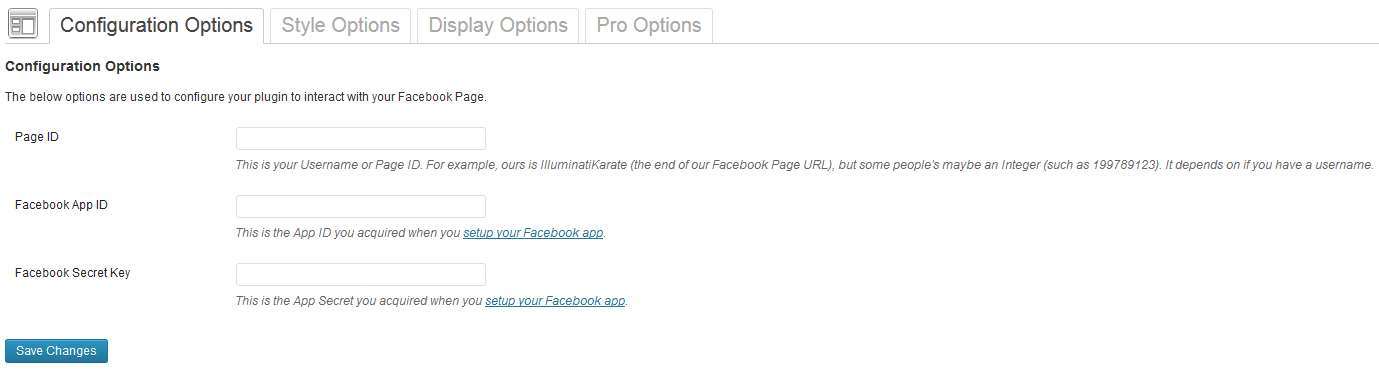 Configuration Options Style Options Display Options Pro Options
Configuration Options
The below options are used to configure your plugin to interact with your Facebook Page.
Page ID
This is your Username or Page ID. For example, ours is IlluminatiKarate (the end of our Facebook Page URL), but some people's maybe an Integer (such as 199789123). It depends on if you have a username.
Facebook App ID
This is the App ID you acquired when you setup your Facebook app.
Facebook Secret Key
This is the App Secret you acquired when you setup your Facebook app.
Save Changes